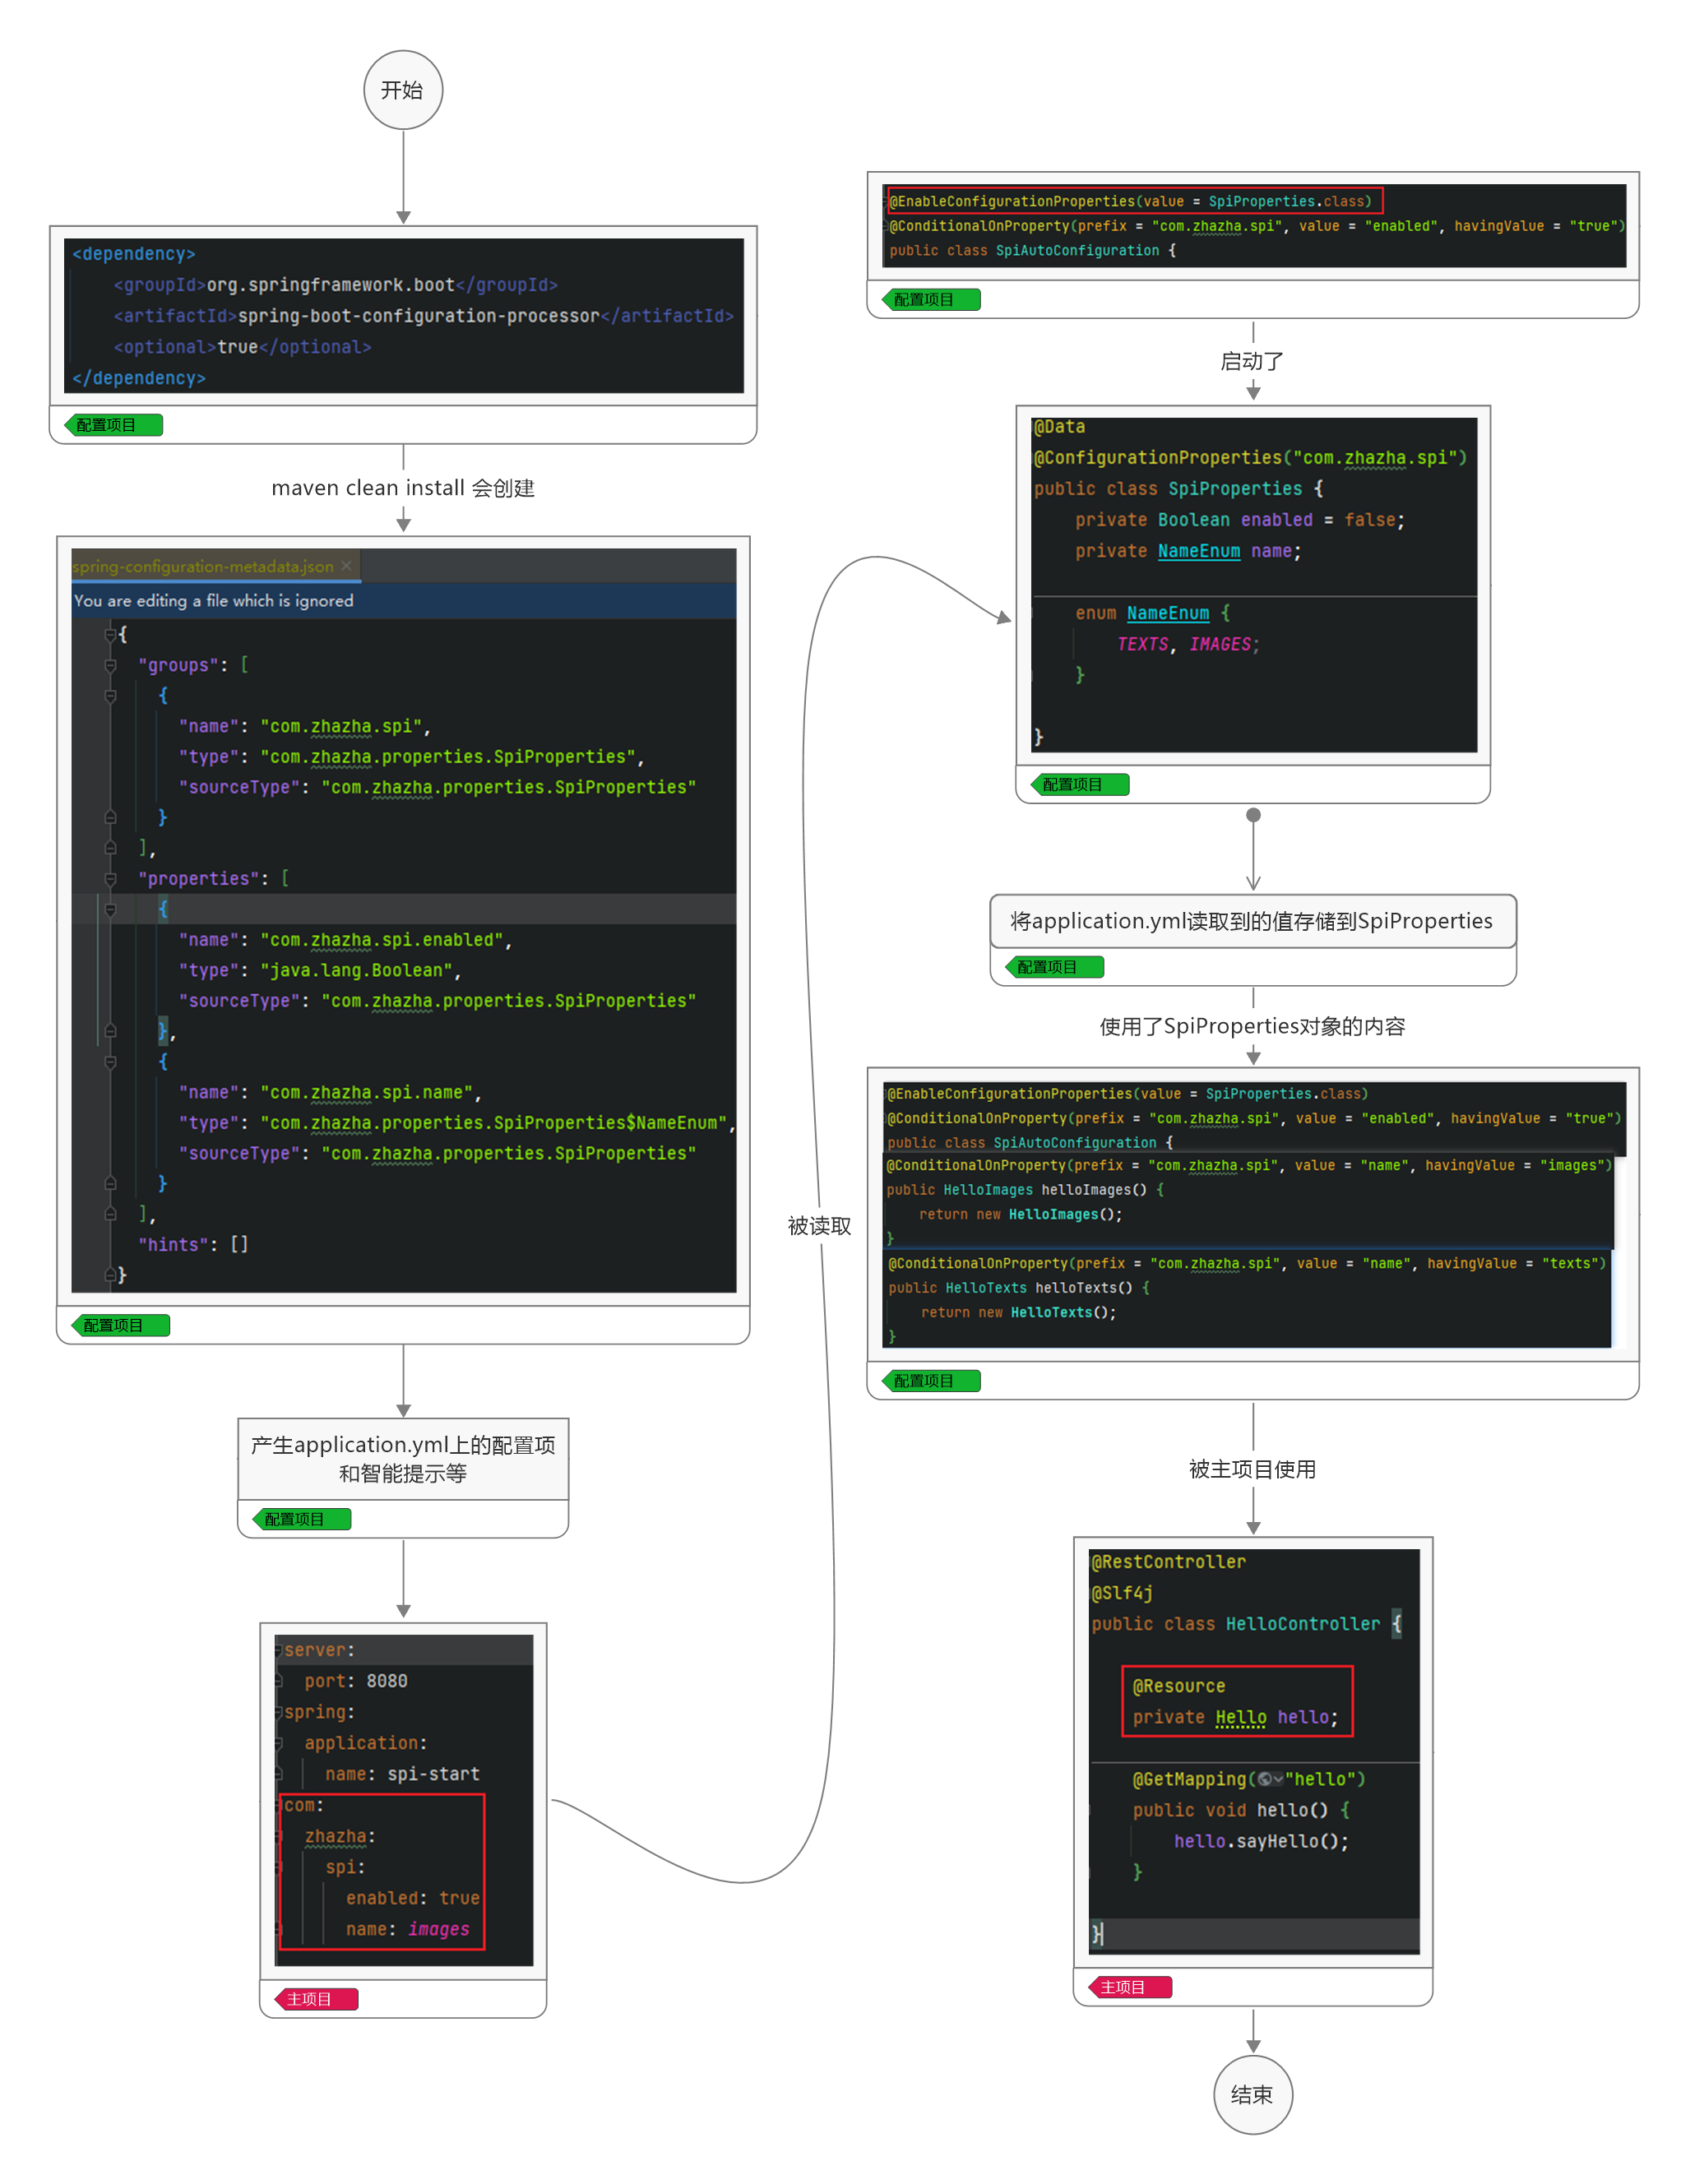 开始
<dependency>
<groupId>org.springframework.boot</groupId>
<artifactId>spring-boot-configuration-processor</artifactId>
<optional>true</optional>
</dependency>
配置项目
maven clean install 会创建
spring-configuration-metadata.json
You are editing a file which is ignored
{
"groups": [
{
"name": "com.zhazha.spi",
"type": "com.zhazha.properties.SpiProperties",
"sourceType": "com.zhazha.properties.SpiProperties"
}
],
"properties": [
{
"name": "com.zhazha.spi.enabled",
"type": "java.lang.Boolean",
"sourceType": "com.zhazha.properties.SpiProperties"
},
{
"name": "com.zhazha.spi.name",
"type": "com.zhazha.properties.SpiProperties$NameEnum",
"sourceType": "com.zhazha.properties.SpiProperties"
}
],
"hints": []
}
配置项目
产生application.yml上的配置项
和智能提示等
配置项目
server:
port: 8080
spring:
application:
name: spi-start
com:
zhazha:
spi:
enabled: true
name: images
主项目
被读取
@EnableConfigurationProperties(value = SpiProperties.class)
@ConditionalOnProperty(prefix = "com.zhazha.spi", value = "enabled", havingValue = "true")
public class SpiAutoConfiguration {
配置项目
启动了
@Data
@ConfigurationProperties("com.zhazha.spi")
public class SpiProperties {
private Boolean enabled = false;
private NameEnum name;
enum NameEnum {
TEXTS, IMAGES;
}
}
配置项目
将application.yml读取到的值存储到SpiProperties
配置项目
使用了SpiProperties对象的内容
@EnableConfigurationProperties(value = SpiProperties.class)
@ConditionalOnProperty(prefix = "com.zhazha.spi", value = "enabled", havingValue = "true")
public class SpiAutoConfiguration {
@ConditionalOnProperty(prefix = "com.zhazha.spi", value = "name", havingValue = "images")
public HelloImages helloImages() {
return new HelloImages();
}
@ConditionalOnProperty(prefix = "com.zhazha.spi", value = "name", havingValue = "texts")
public HelloTexts helloTexts() {
return new HelloTexts();
}
配置项目
被主项目使用
@RestController
@Slf4j
public class HelloController {
@Resource
private Hello hello;
@GetMapping("hello")
public void hello() {
hello.sayHello();
}
}
主项目
结束